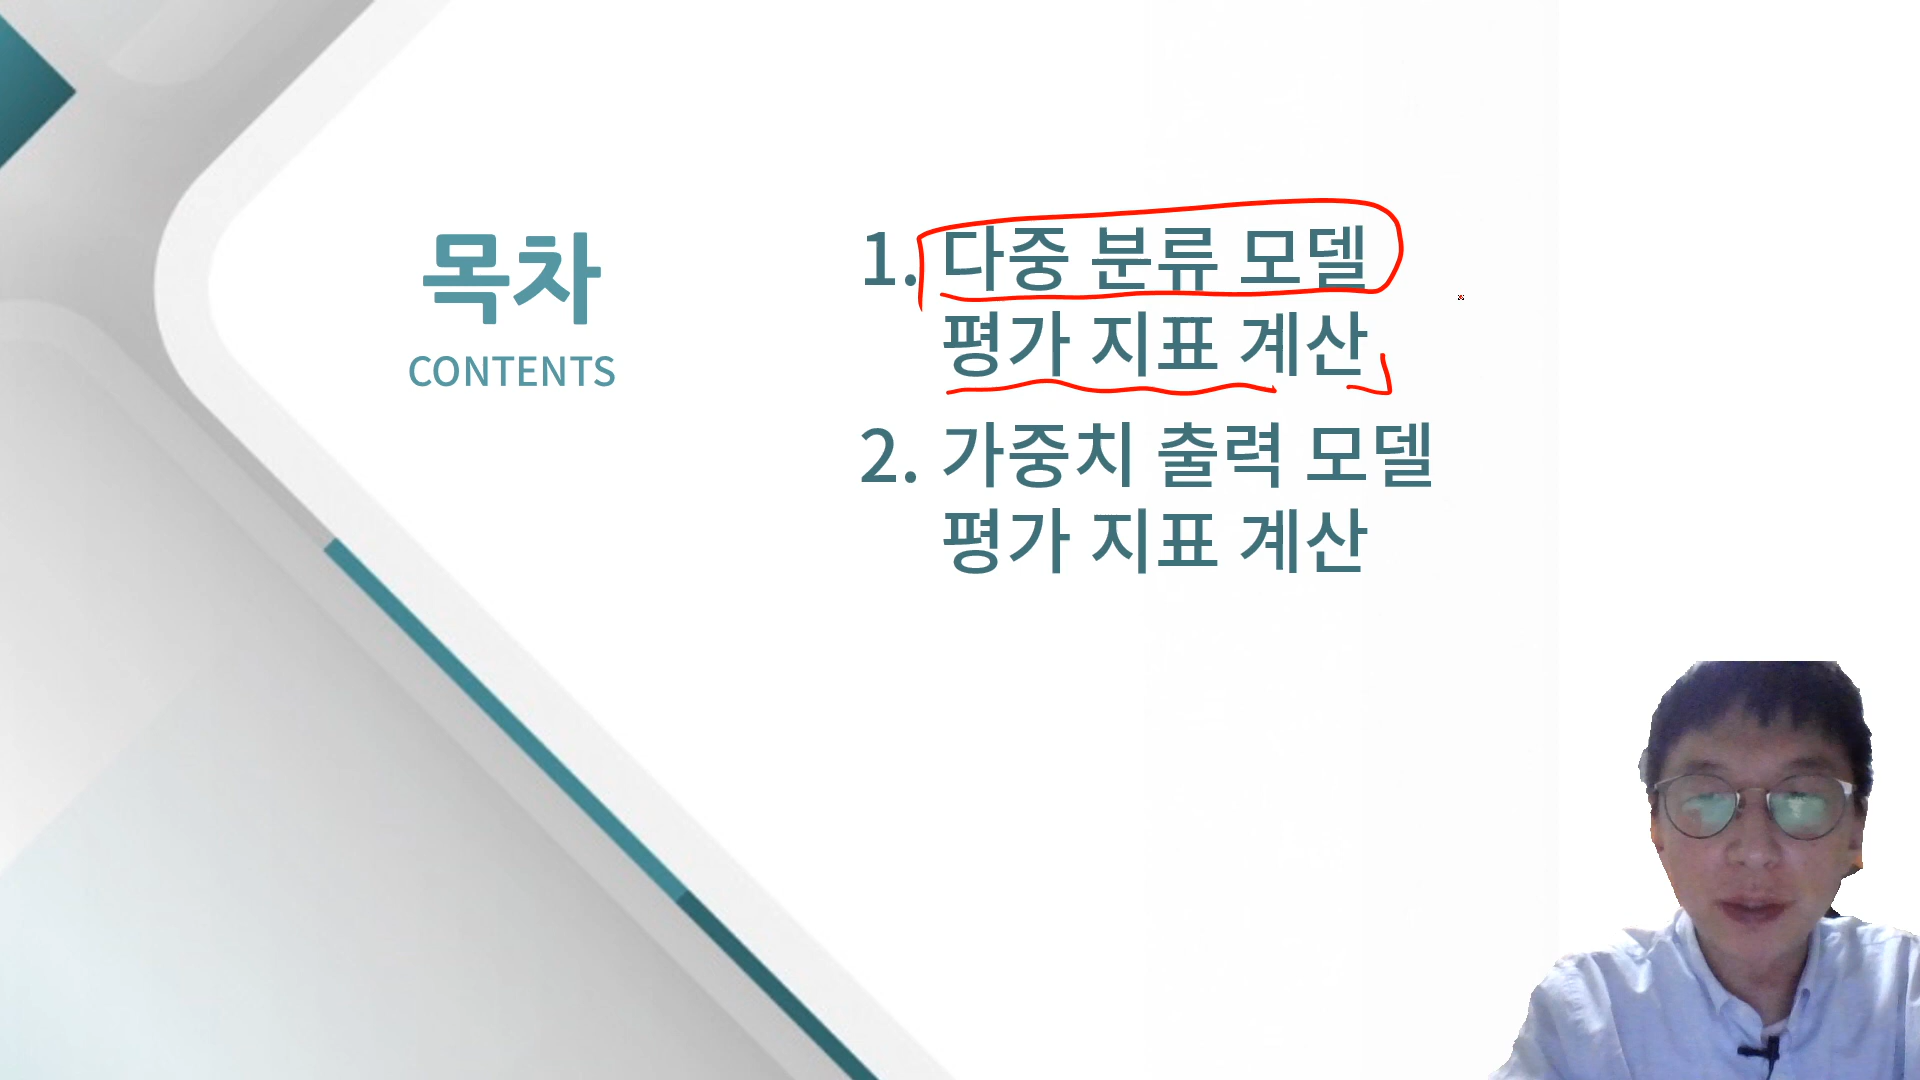 목차
CONTENTS
1. 다중 분류 모델
평가 지표 계산
2. 가중치 출력 모델
평가 지표 계산